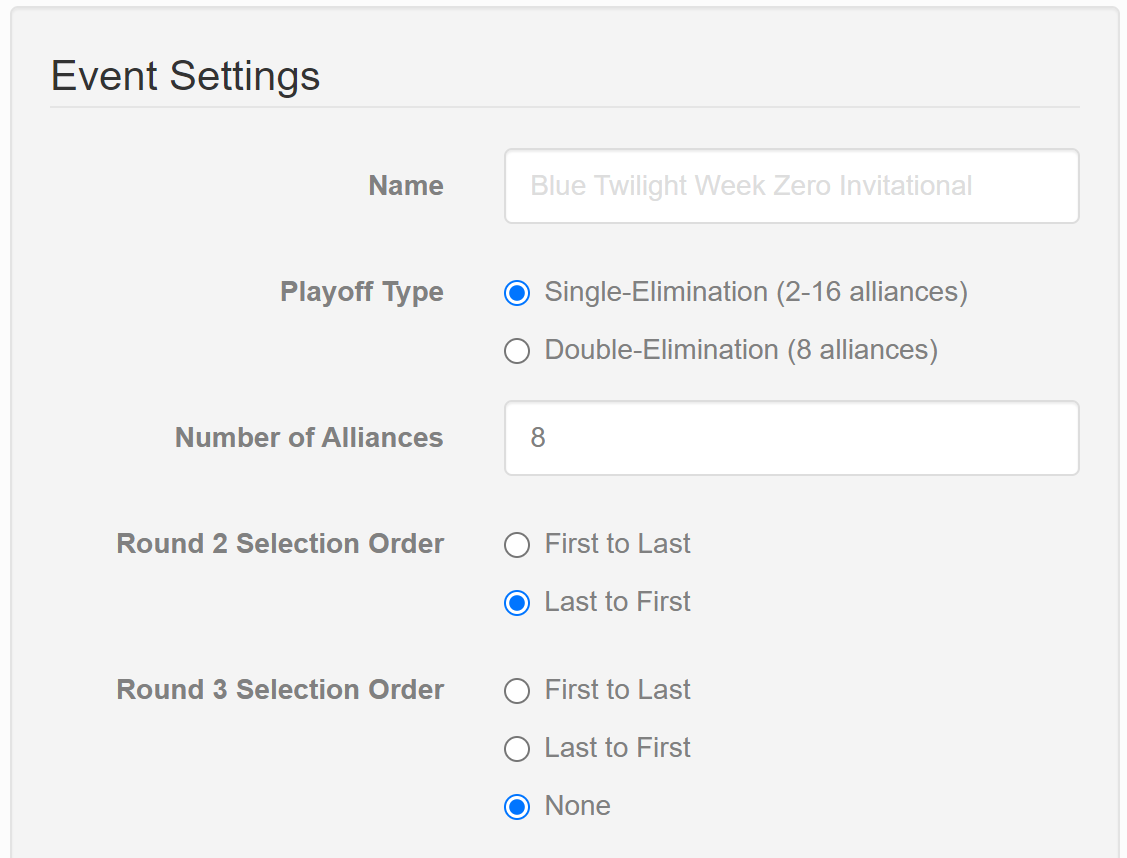 Event Settings
Name Blue Twilight Week Zero Invitational
Playoff Type Single-Elimination (2-16 alliances)
Double-Elimination (8 alliances)
Number of Alliances 8
Round 2 Selection Order First to Last
Last to First
Round 3 Selection Order First to Last
Last to First
None